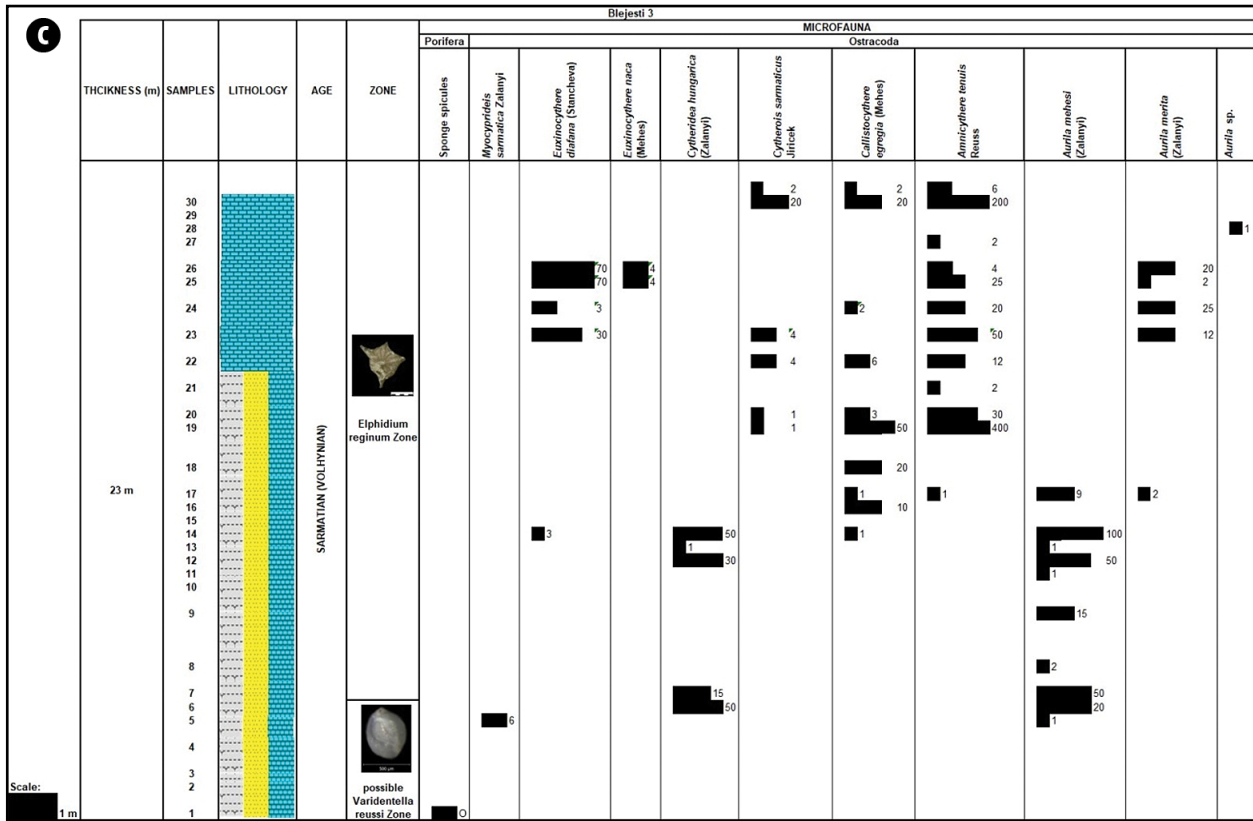 Blejesti 3
C
MICROFAUNA
Porifera
Ostracoda
THCIKNESS (m)
SAMPLES
LITHOLOGY
AGE
ZONE
Sponge spicules
Myocyprideis
sarmatica Zalanyi
Euxinocythere
diafana (Stancheva)
Euxinocythere naca
(Mehes)
Cytheridea hungarica
(Zalanyi)
Cytherois sarmaticus
Jiricek
Callistocythere
egregia (Mehes)
Amnicythere tenuis
Reuss
Aurila mehesi
(Zalanyi)
Aurila merita
(Zalanyi)
Aurila sp.
2 2 6
30 20 20 200
29
28 1
27 2
26 70 4 4 20
25 70 4 25 2
24 3 2 20 25
23 30 4 50 12
22 4 6 12
21 2
20 1 3 30
19 1 50 400
Elphidium
reginum Zone
18 20
23 m
SARMATIAN (VOLHYNIAN)
17 1 1 9 2
16 10
15
14 3 50 1 100
13 1 1
12 30 50
11 1
10
9 15
8 2
7 15 50
6 50 20
5 6 1
4
3
2
possible
Varidentella
reussi Zone
Scale:
1 m
1 O